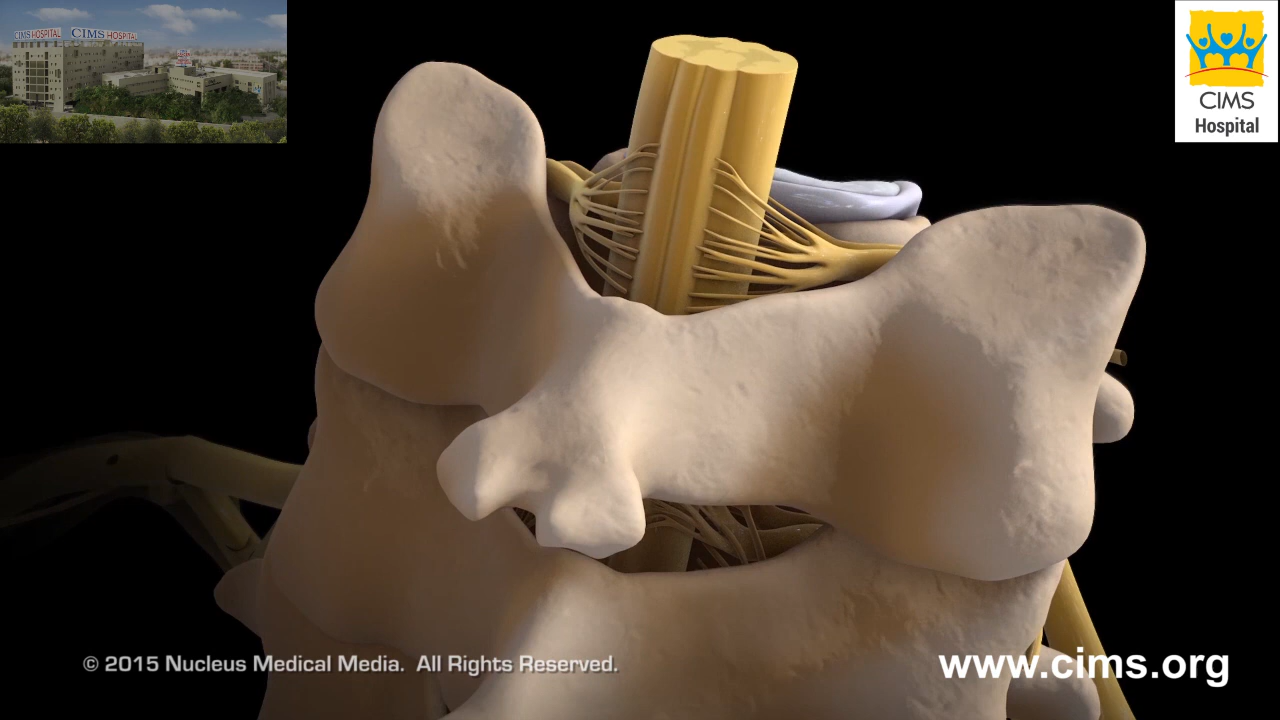 CIMS HOSPITAL CIMS HOSPITAL
CIMS
Hospital
© 2015 Nucleus Medical Media. All Rights Reserved.
www.cims.org